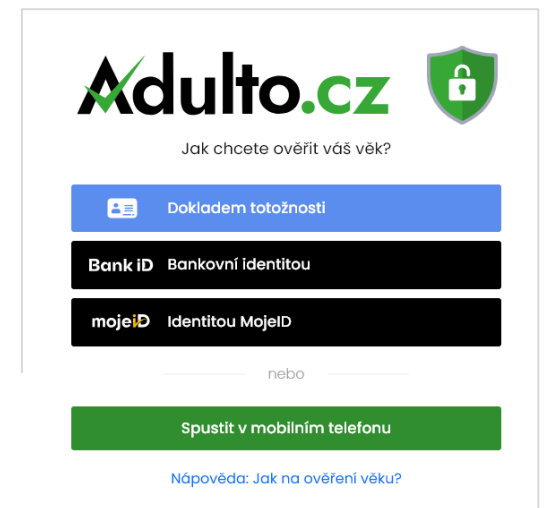 Adulto.cz
Jak chcete ověřit váš věk?
Dokladem totožnosti
Bank iD Bankovní identitou
mojeiD Identitou MojeID
nebo
Spustit v mobilním telefonu
Nápověda: Jak na ověření věku?